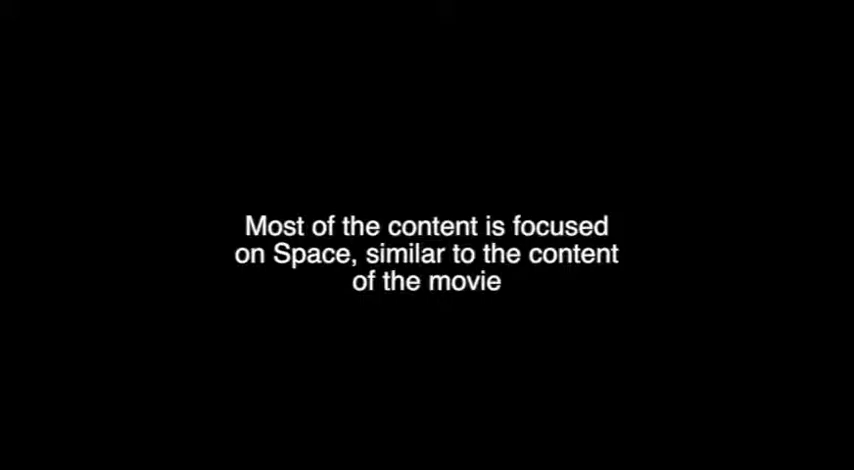 Most of the content is focused
on Space, similar to the content
of the movie